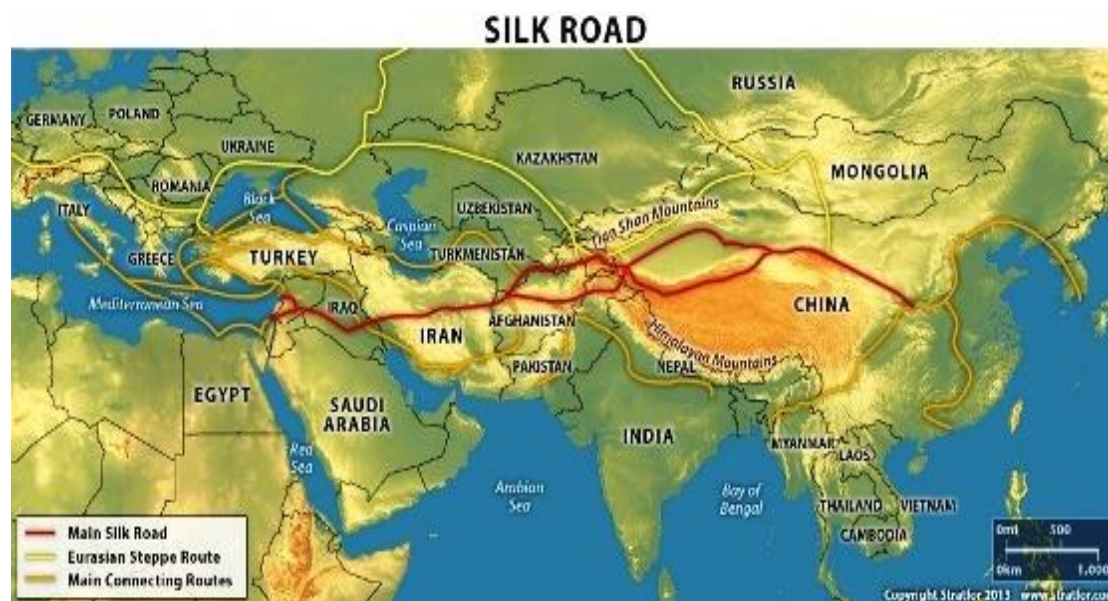 SILK ROAD
RUSSIA
GERMANY
POLAND
UKRAINE
KAZAKHSTAN
MONGOLIA
ROMANIA
ITALY
Black
Sea
Caspian
Sea
UZBEKISTAN
Tian Shan Mountains
GREECE
TURKEY
TURKMENISTAN
Mediterranean Sea
IRAQ
IRAN
AFGHANISTAN
CHINA
Himalayan Mountains
PAKISTAN
NEPAL
EGYPT
SAUDI
ARABIA
INDIA
MYANMAR
LAOS
Red
Sea
Arabian
Sea
Bay of
Bengal
THAILAND
VIETNAM
CAMBODIA
Main Silk Road
Eurasian Steppe Route
Main Connecting Routes
0mi 500
0km 1,000
Copyright Stratfor 2013 www.stratfor.com